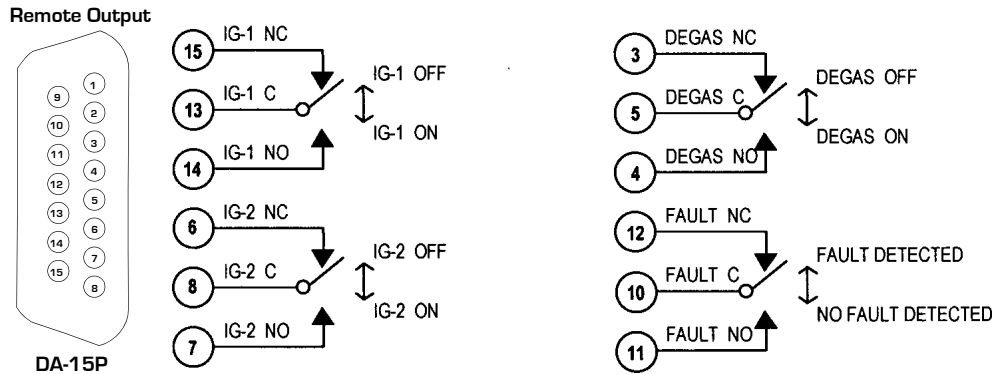 Remote Output
1
9
2
10
3
11
4
12
5
13
6
14
7
15
8
DA-15P
15 IG-1 NC
13 IG-1 C
14 IG-1 NO
IG-1 OFF
IG-1 ON
6 IG-2 NC
8 IG-2 C
7 IG-2 NO
IG-2 OFF
IG-2 ON
3 DEGAS NC
5 DEGAS C
4 DEGAS NO
DEGAS OFF
DEGAS ON
12 FAULT NC
10 FAULT C
11 FAULT NO
FAULT DETECTED
NO FAULT DETECTED